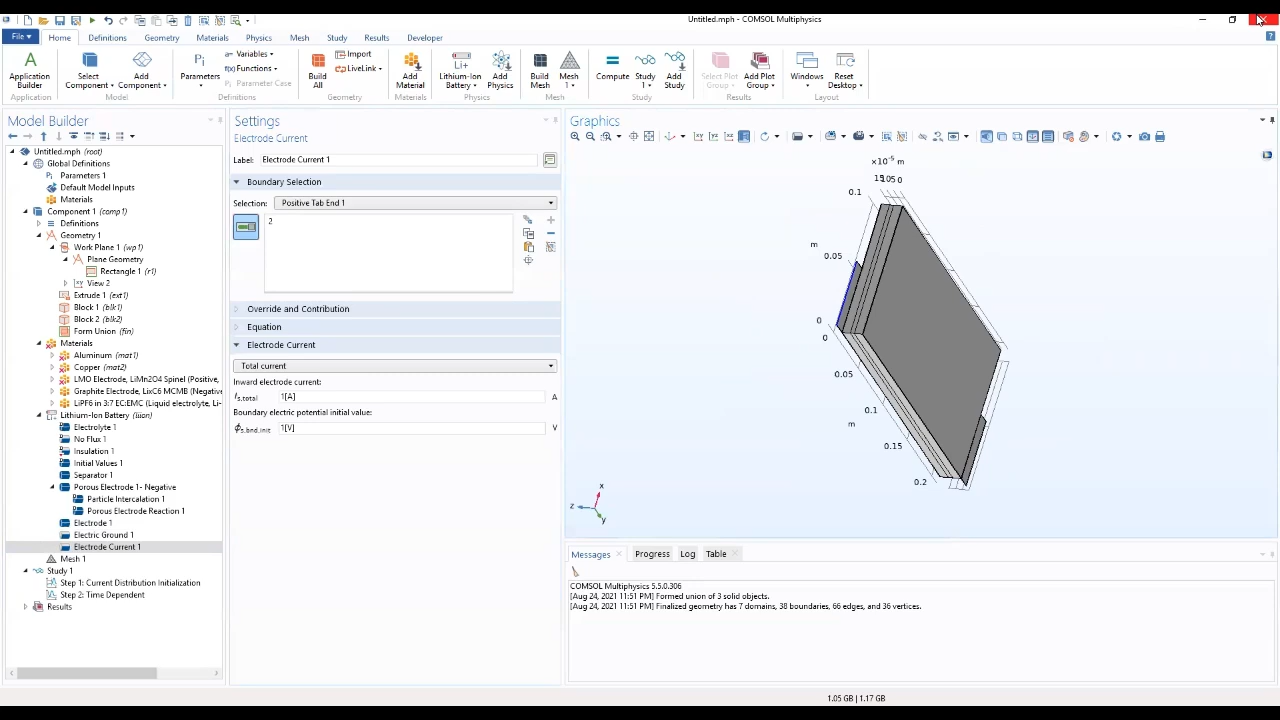 Untitled.mph - COMSOL Multiphysics
File Home Definitions Geometry Materials Physics Mesh Study Results Developer
Application Builder
Select Component
Add Component
Parameters
a= Variables
f(x) Functions
Pi Parameter Case
Build All
Import
LiveLink
Add Material
Lithium-Ion Battery
Add Physics
Build Mesh
Mesh 1
Compute
Study 1
Add Study
Select Plot Group
Add Plot Group
Windows
Reset Desktop
Application Model Definitions Geometry Materials Physics Mesh Study Results Layout
Model Builder
Untitled.mph (root)
Global Definitions
Pi Parameters 1
Default Model Inputs
Materials
Component 1 (comp1)
Definitions
Geometry 1
Work Plane 1 (wp1)
Plane Geometry
Rectangle 1 (r1)
View 2
Extrude 1 (ext1)
Block 1 (blk1)
Block 2 (blk2)
Form Union (fin)
Materials
Aluminum (mat1)
Copper (mat2)
LMO Electrode, LiMn2O4 Spinel (Positive,
Graphite Electrode, LixC6 MCMB (Negative
LiPF6 in 3:7 EC:EMC (Liquid electrolyte, Li-
Lithium-Ion Battery (liion)
Electrolyte 1
No Flux 1
Insulation 1
Initial Values 1
Separator 1
Porous Electrode 1- Negative
Particle Intercalation 1
Porous Electrode Reaction 1
Electrode 1
Electric Ground 1
Electrode Current 1
Mesh 1
Study 1
Step 1: Current Distribution Initialization
Step 2: Time Dependent
Results
Settings
Electrode Current
Label: Electrode Current 1
Boundary Selection
Selection: Positive Tab End 1
2
Override and Contribution
Equation
Electrode Current
Total current
Inward electrode current:
Is,total 1[A] A
Boundary electric potential initial value:
ϕs,bnd,init 1[V] V
Graphics
×10⁻⁵ m
15 10 5 0
0.1
m
0.05
0
0
0.05
0.1
m
0.15
0.2
x
z
y
Messages Progress Log Table
COMSOL Multiphysics 5.5.0.306
[Aug 24, 2021 11:51 PM] Formed union of 3 solid objects.
[Aug 24, 2021 11:51 PM] Finalized geometry has 7 domains, 38 boundaries, 66 edges, and 36 vertices.
1.05 GB | 1.17 GB